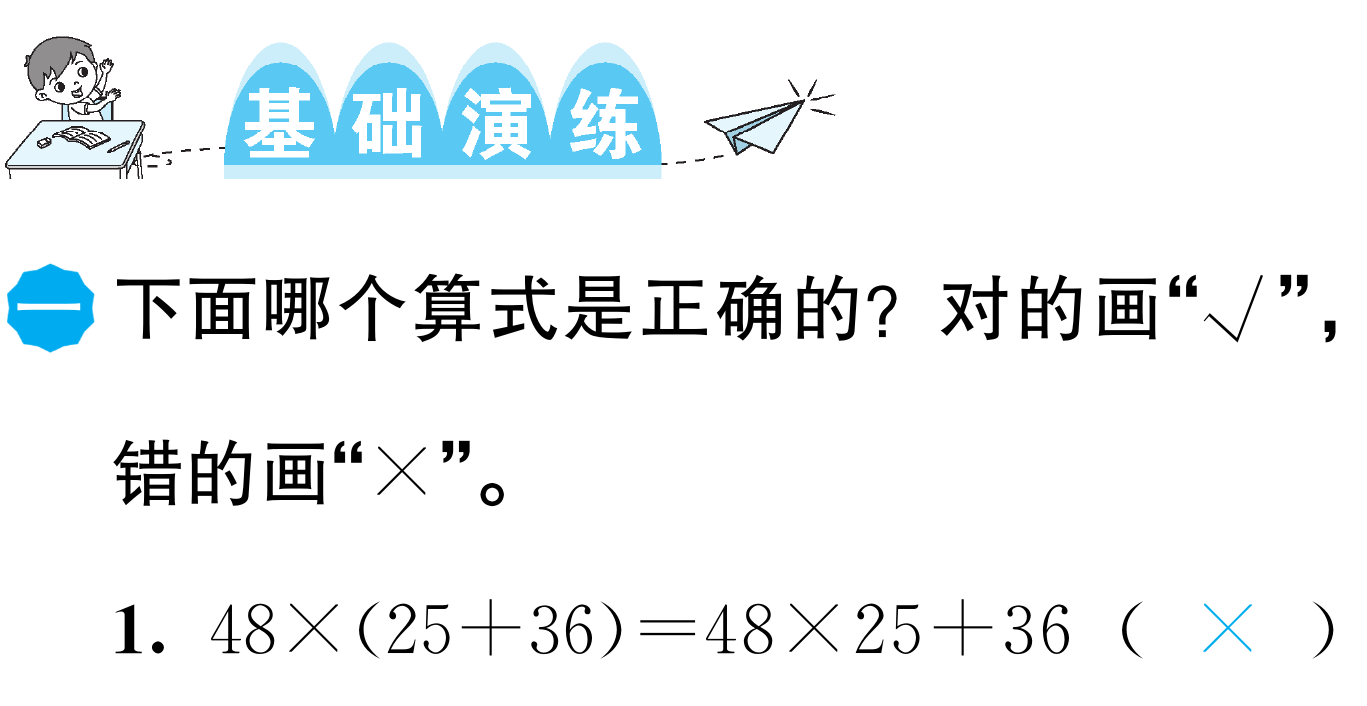 基础演练
一 下面哪个算式是正确的？对的画“√”，
错的画“×”。
1. 48×(25+36)=48×25+36 ( × )